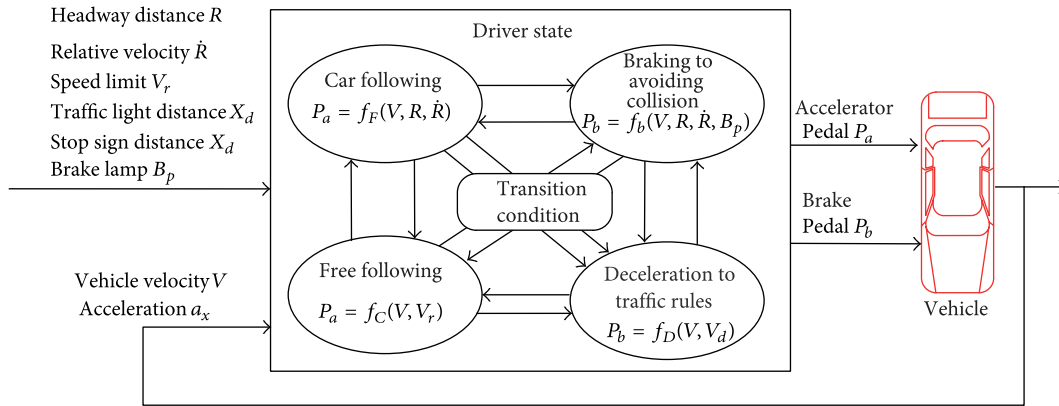 Headway distance R
Relative velocity Ṙ
Speed limit V_r
Traffic light distance X_d
Stop sign distance X_d
Brake lamp B_p
Vehicle velocity V
Acceleration a_x
Driver state
Car following
P_a = f_F(V, R, Ṙ)
Braking to
avoiding
collision
P_b = f_b(V, R, Ṙ, B_p)
Transition
condition
Free following
P_a = f_C(V, V_r)
Deceleration to
traffic rules
P_b = f_D(V, V_d)
Accelerator
Pedal P_a
Brake
Pedal P_b
Vehicle